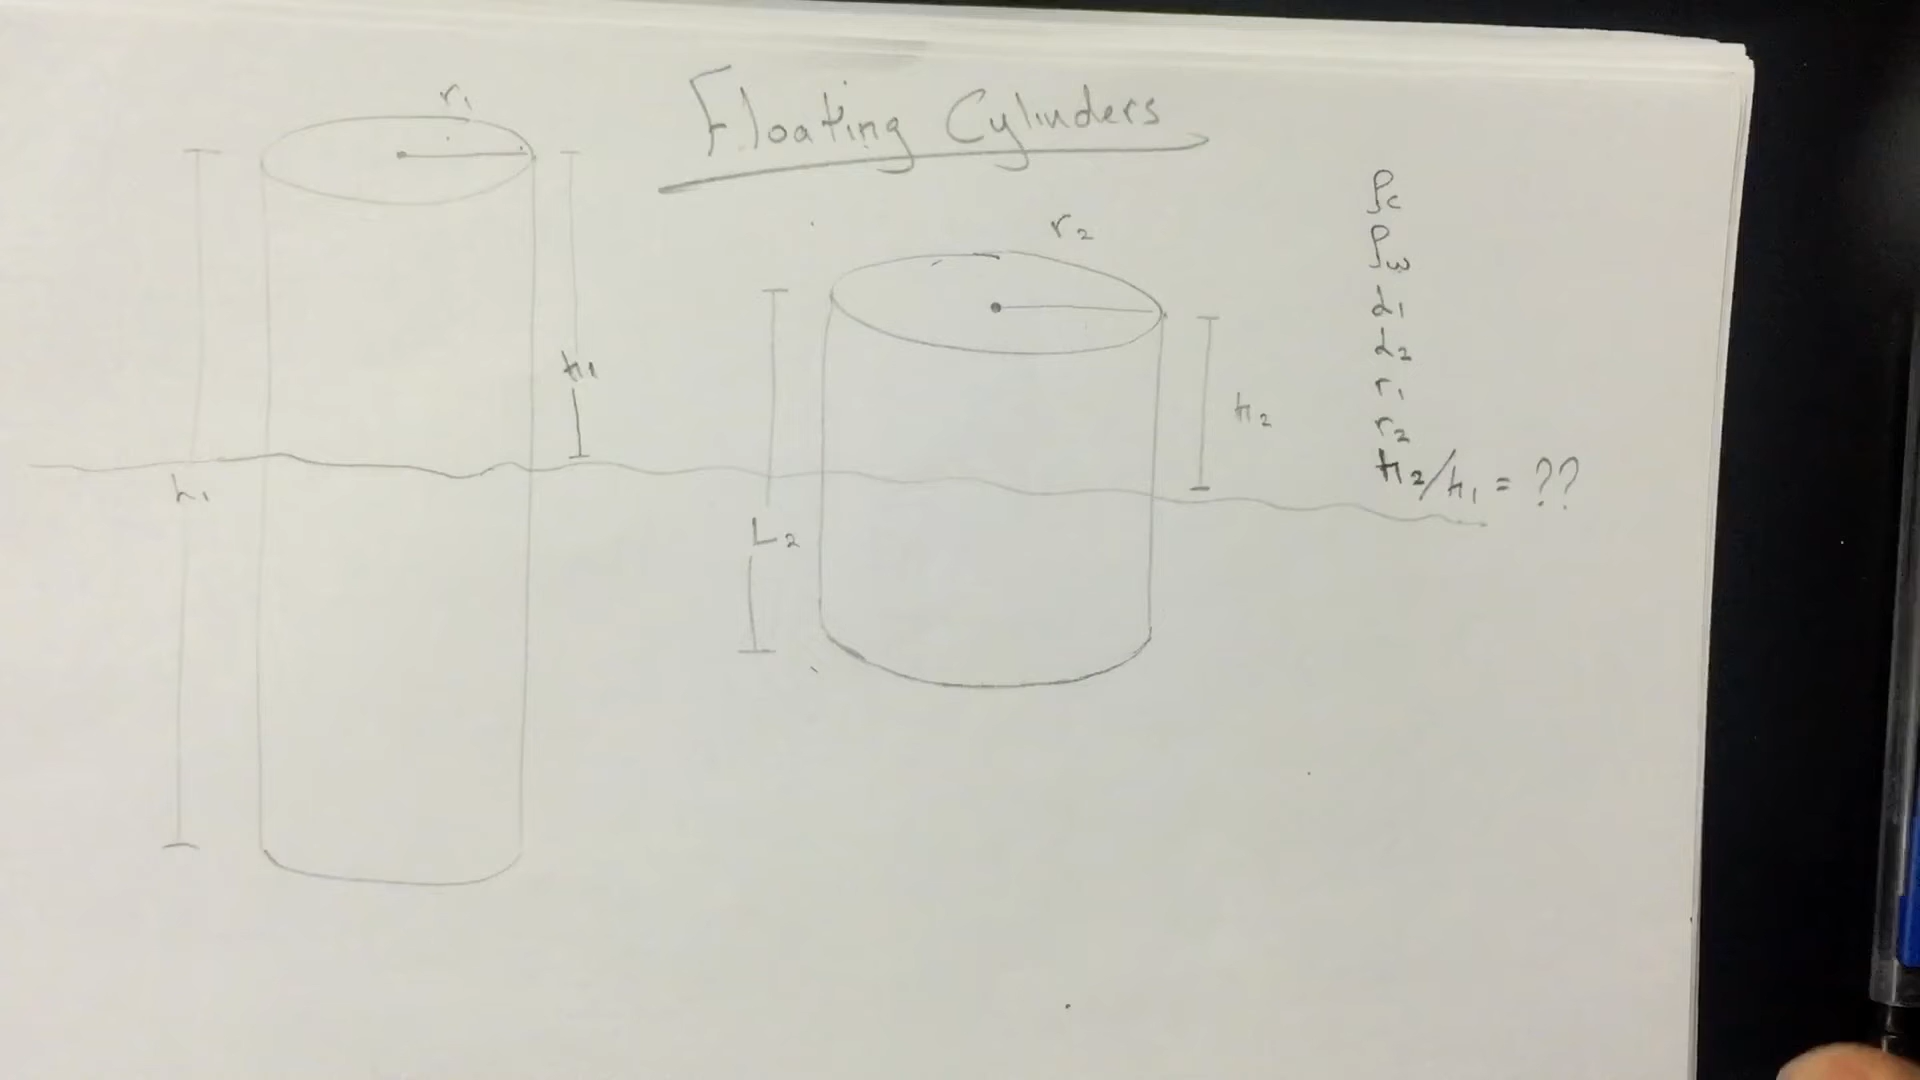 Floating Cylinders
r₁
r₂
h₁
h₁
L₂
h₂
ρc
ρw
L₁
L₂
r₁
r₂
h₂/h₁ = ??